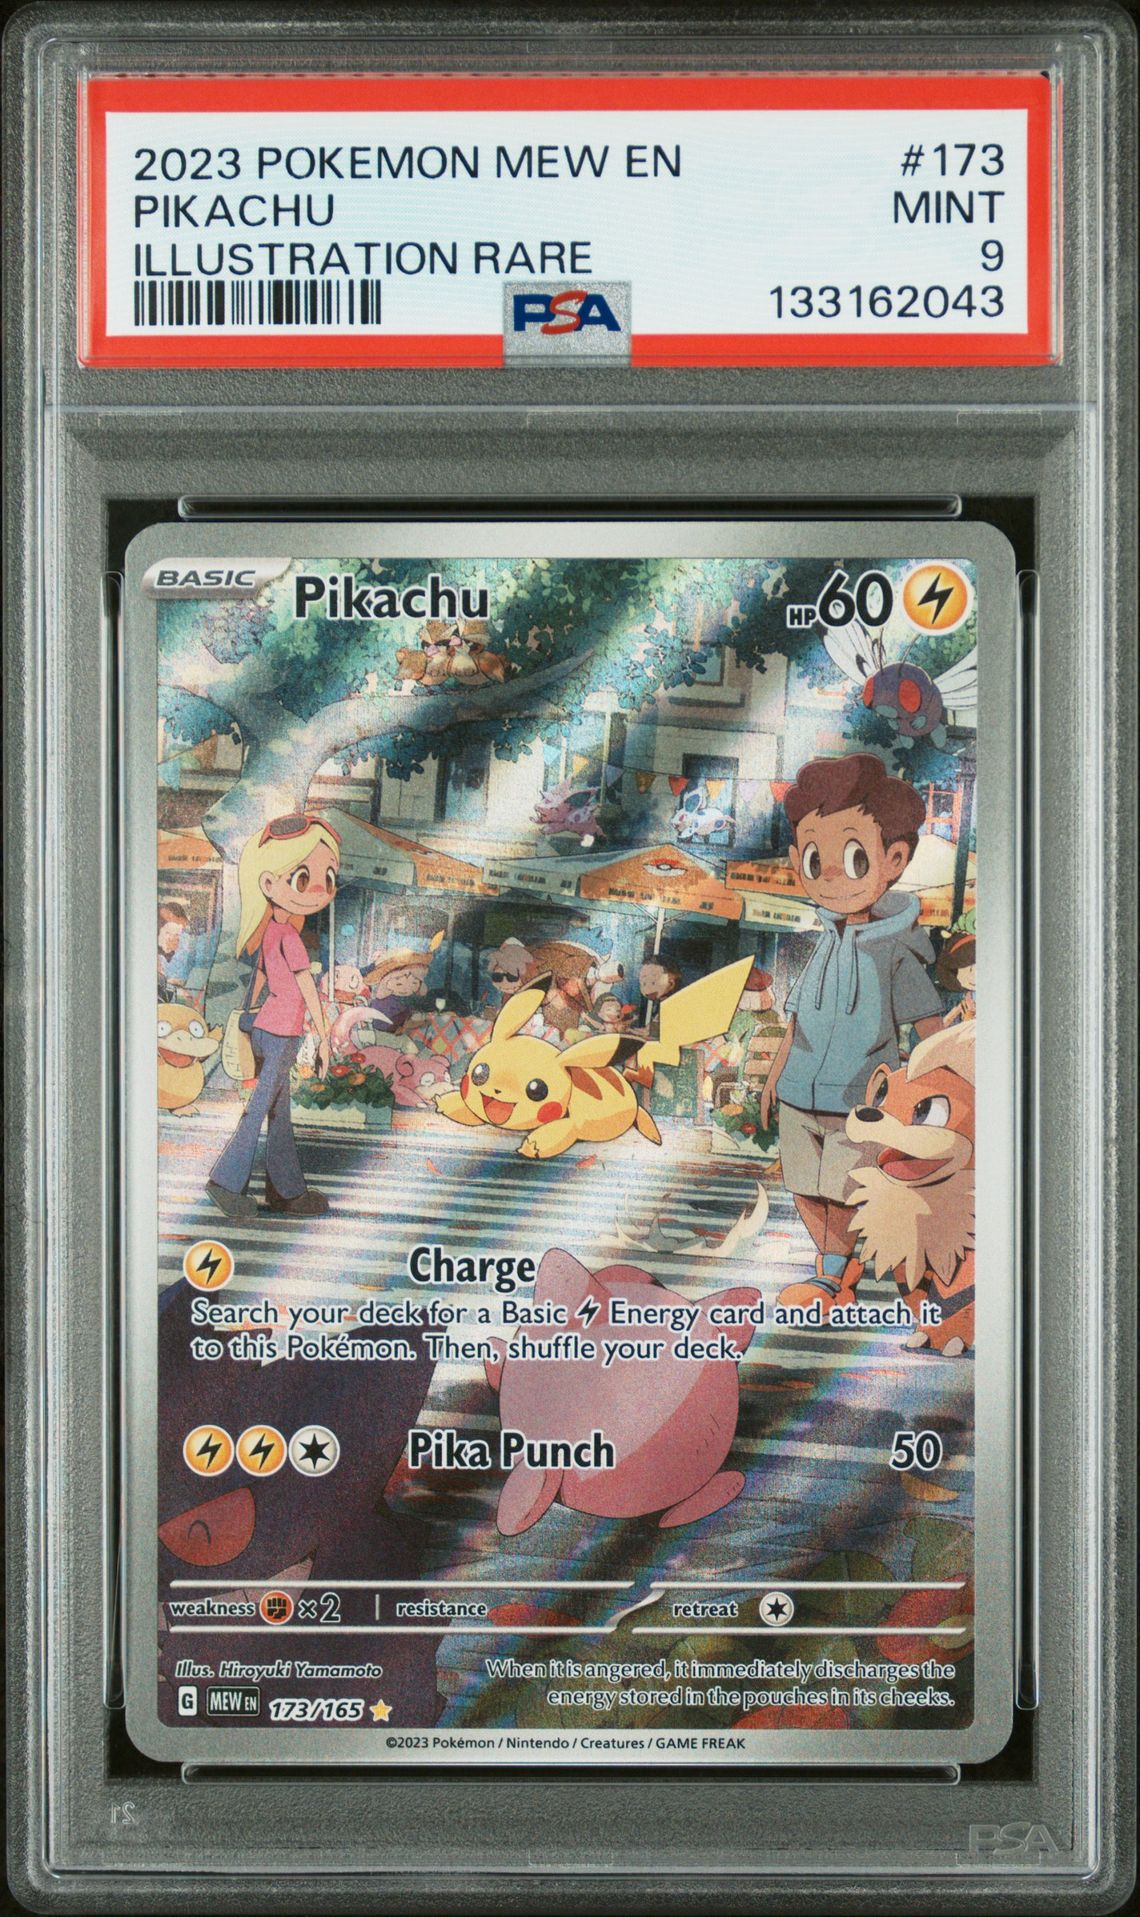 2023 POKEMON MEW EN #173
PIKACHU MINT
ILLUSTRATION RARE 9
PSA 133162043
BASIC Pikachu HP 60
Charge
Search your deck for a Basic Energy card and attach it
to this Pokémon. Then, shuffle your deck.
Pika Punch 50
weakness ×2 resistance retreat
Illus. Hiroyuki Yamamoto
When it is angered, it immediately discharges the
energy stored in the pouches in its cheeks.
G MEW EN 173/165
©2023 Pokémon / Nintendo / Creatures / GAME FREAK
PSA